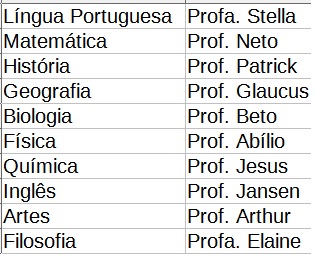 Língua Portuguesa Profa. Stella
Matemática Prof. Neto
História Prof. Patrick
Geografia Prof. Glaucus
Biologia Prof. Beto
Física Prof. Abílio
Química Prof. Jesus
Inglês Prof. Jansen
Artes Prof. Arthur
Filosofia Profa. Elaine